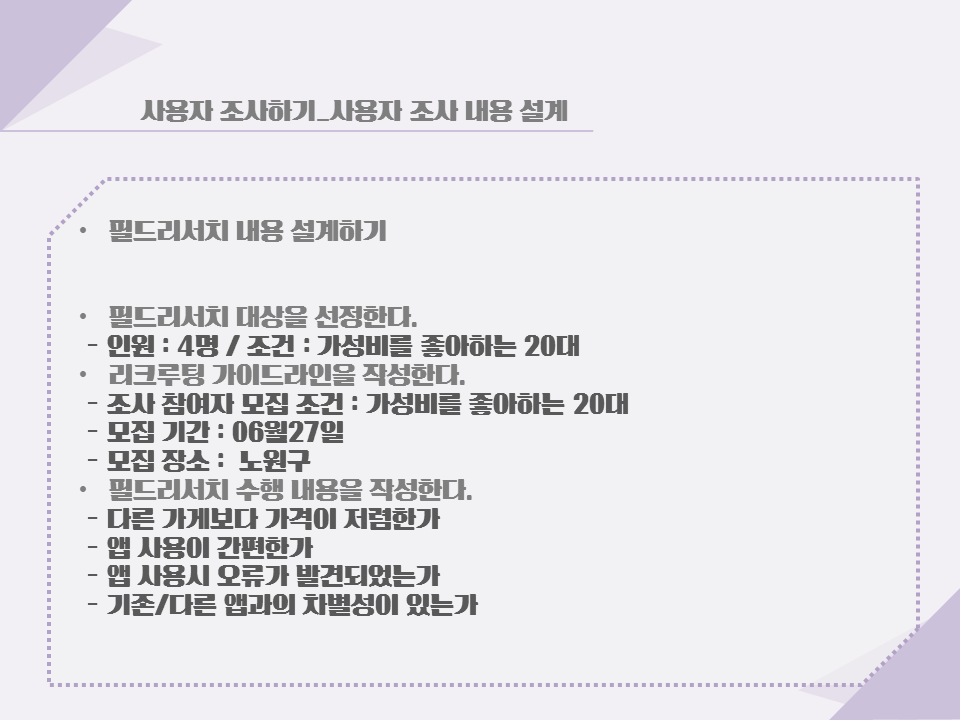 사용자 조사하기_사용자 조사 내용 설계
• 필드리서치 내용 설계하기
• 필드리서치 대상을 선정한다.
- 인원 : 4명 / 조건 : 가성비를 좋아하는 20대
• 리크루팅 가이드라인을 작성한다.
- 조사 참여자 모집 조건 : 가성비를 좋아하는 20대
- 모집 기간 : 06월27일
- 모집 장소 : 노원구
• 필드리서치 수행 내용을 작성한다.
- 다른 가게보다 가격이 저렴한가
- 앱 사용이 간편한가
- 앱 사용시 오류가 발견되었는가
- 기존/다른 앱과의 차별성이 있는가